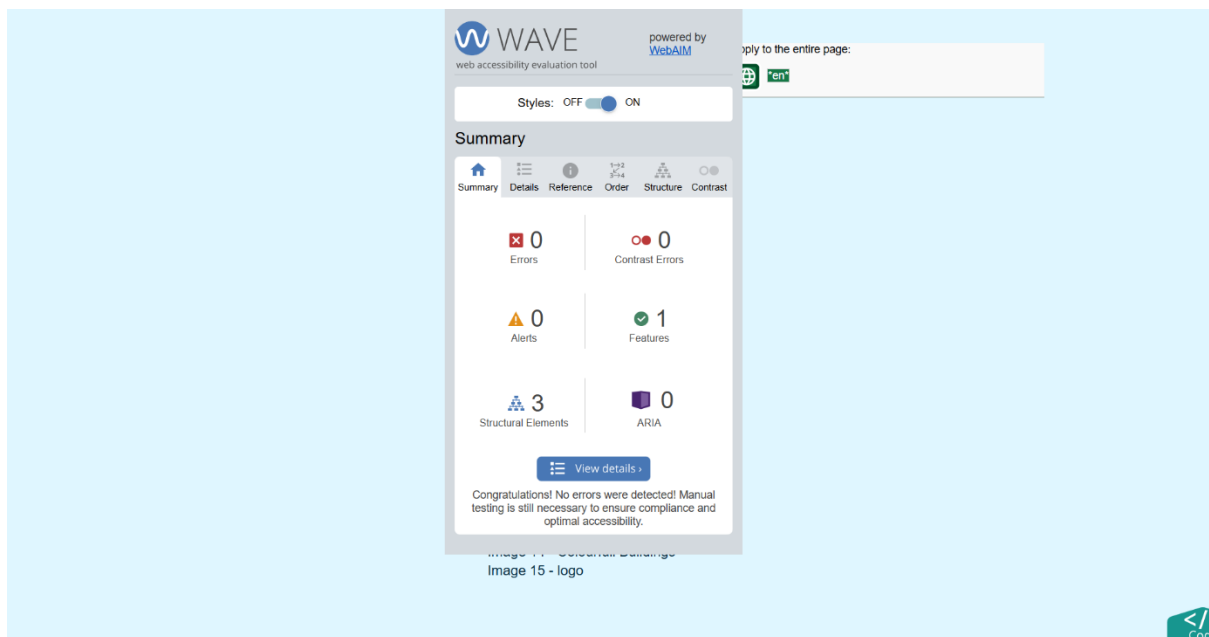 WAVE
powered by
WebAIM
web accessibility evaluation tool
pply to the entire page:
"en"
Styles: OFF ON
Summary
Summary Details Reference Order Structure Contrast
0
Errors
0
Contrast Errors
0
Alerts
1
Features
3
Structural Elements
0
ARIA
View details ›
Congratulations! No errors were detected! Manual
testing is still necessary to ensure compliance and
optimal accessibility.
Image 15 - logo